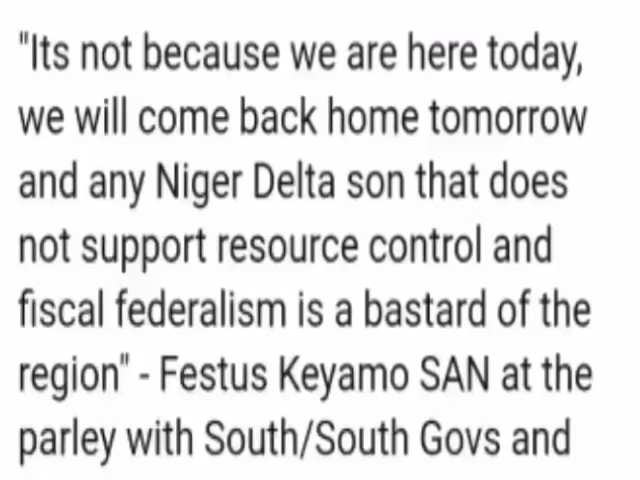 "Its not because we are here today,
we will come back home tomorrow
and any Niger Delta son that does
not support resource control and
fiscal federalism is a bastard of the
region" - Festus Keyamo SAN at the
parley with South/South Govs and